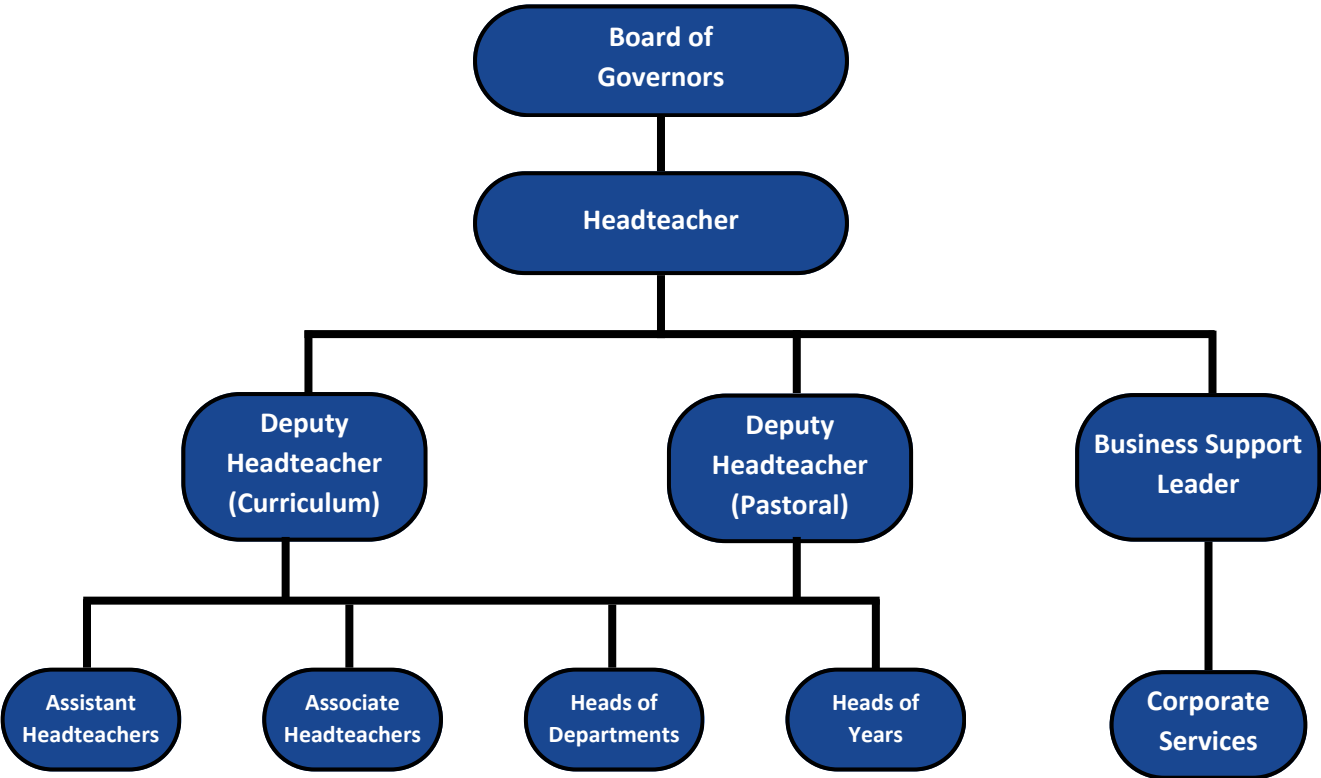 Board of
Governors
Headteacher
Deputy
Headteacher
(Curriculum)
Deputy
Headteacher
(Pastoral)
Business Support
Leader
Assistant
Headteachers
Associate
Headteachers
Heads of
Departments
Heads of
Years
Corporate
Services